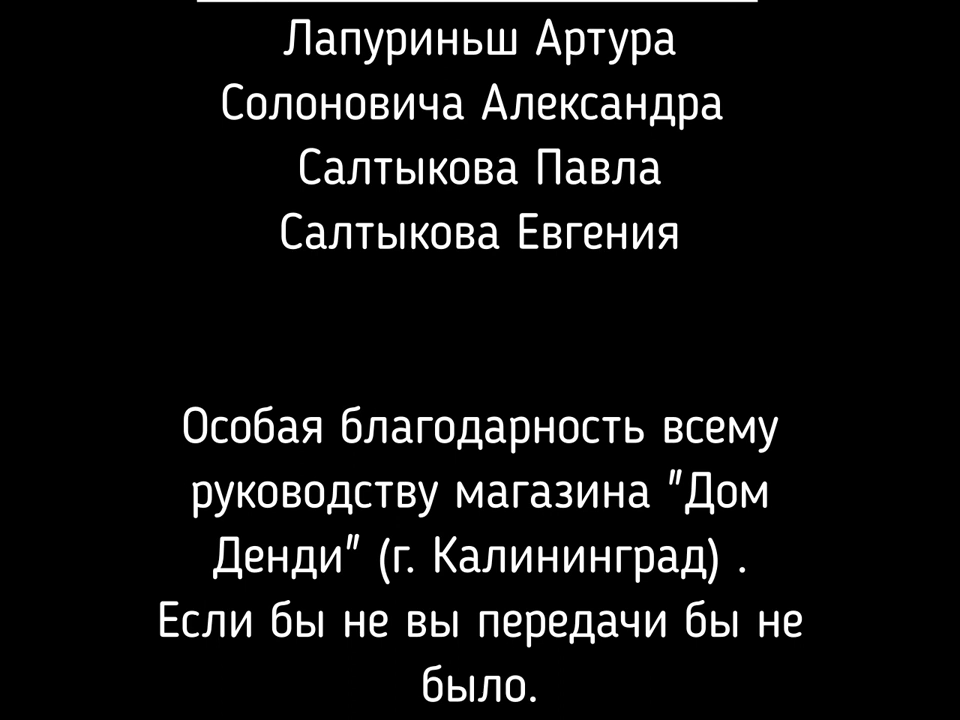 Лапуриньш Артура
Солоновича Александра
Салтыкова Павла
Салтыкова Евгения
Особая благодарность всему
руководству магазина "Дом
Денди" (г. Калининград) .
Если бы не вы передачи бы не
было.